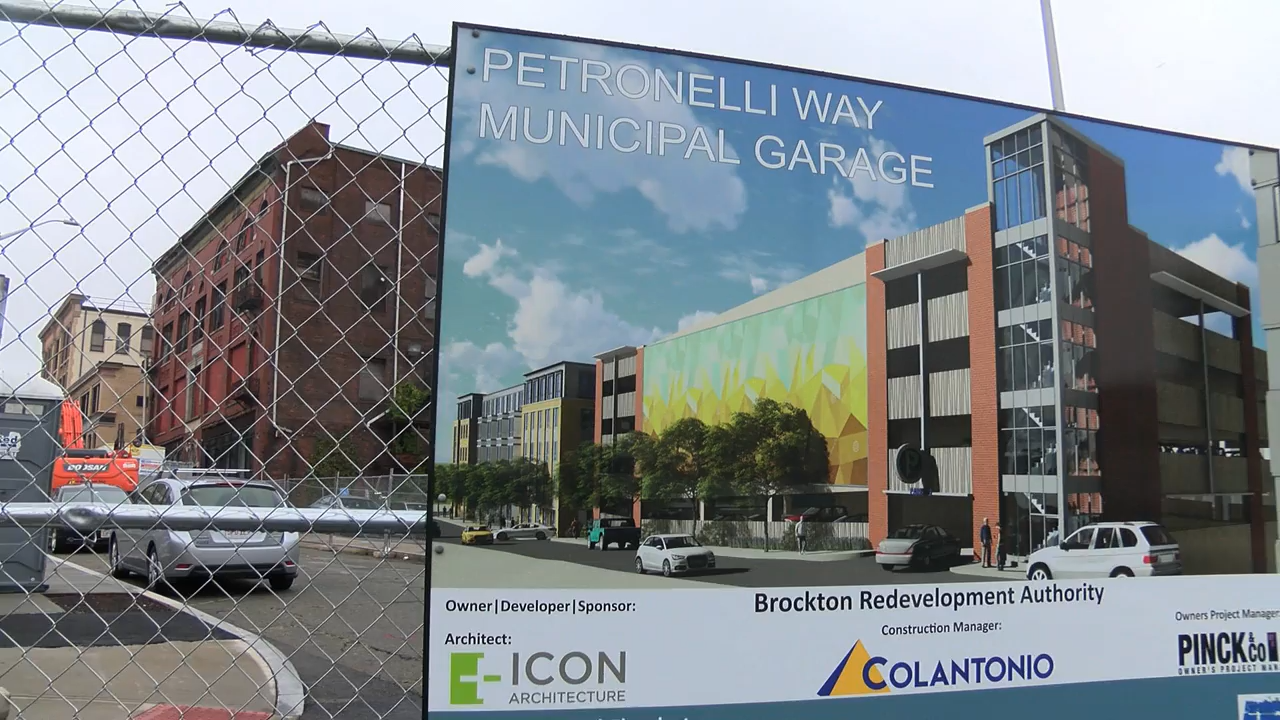 PETRONELLI WAY
MUNICIPAL GARAGE
DOOSAN
Owner|Developer|Sponsor:
Brockton Redevelopment Authority
Architect:
ICON
ARCHITECTURE
Construction Manager:
COLANTONIO
Owners Project Manager
PINCK & CO
OWNER'S PROJECT MAN